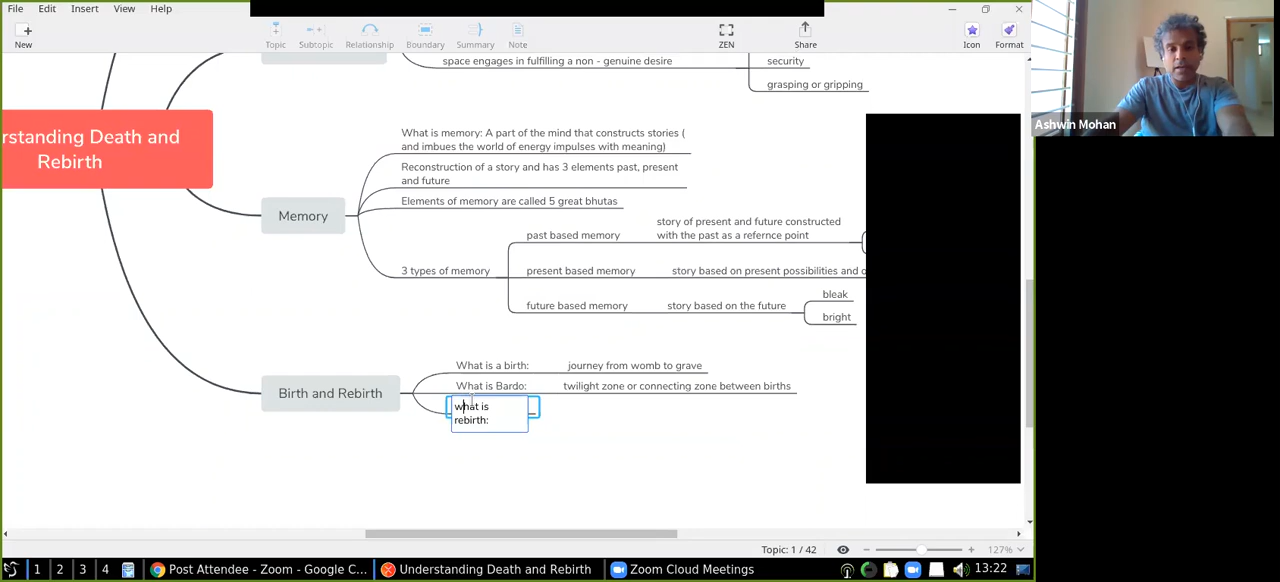 File Edit Insert View Help
New
Topic Subtopic Relationship Boundary Summary Note
ZEN
Share
Icon
Format
space engages in fulfilling a non - genuine desire
security
grasping or gripping
Ashwin Mohan
rstanding Death and
Rebirth
What is memory: A part of the mind that constructs stories (
and imbues the world of energy impulses with meaning)
Reconstruction of a story and has 3 elements past, present
and future
Elements of memory are called 5 great bhutas
Memory
3 types of memory
past based memory
story of present and future constructed
with the past as a refernce point
present based memory
story based on present possibilities and o
future based memory
story based on the future
bleak
bright
Birth and Rebirth
What is a birth:
journey from womb to grave
What is Bardo:
twilight zone or connecting zone between births
what is
rebirth:
Topic: 1 / 42
127%
1 2 3 4
Post Attendee - Zoom - Google C...
Understanding Death and Rebirth
Zoom Cloud Meetings
13:22